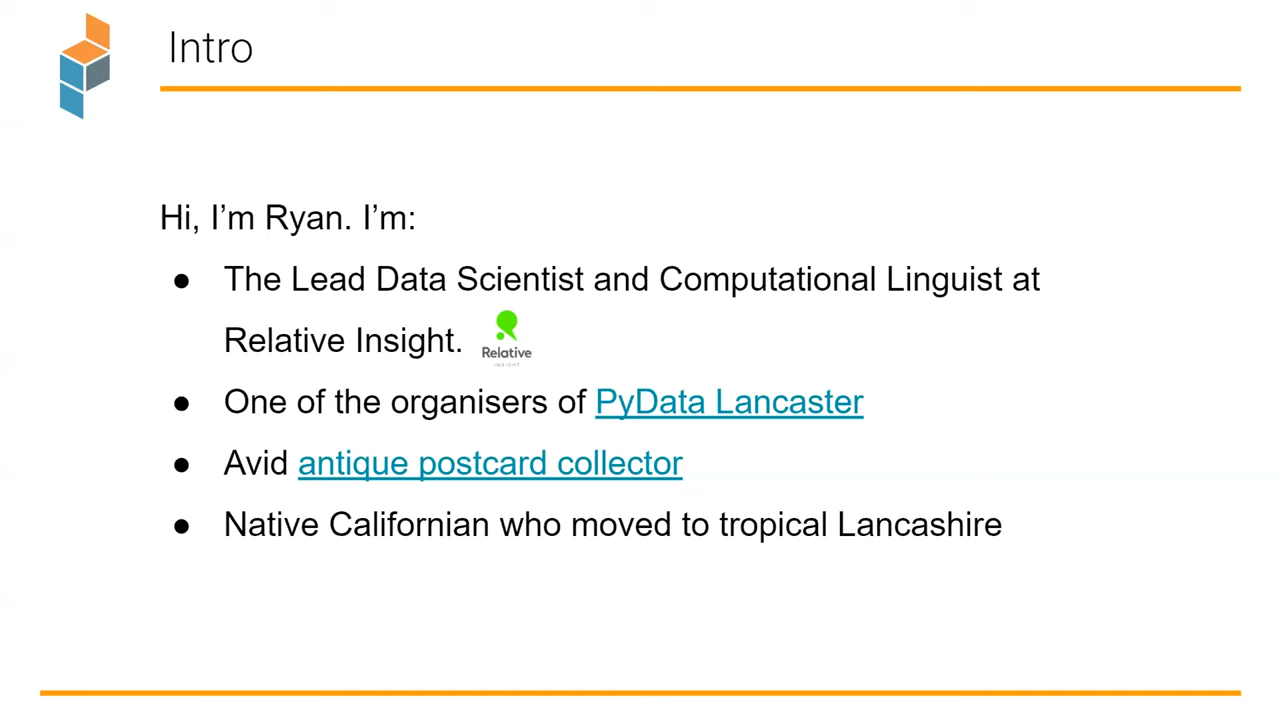 Intro
Hi, I’m Ryan. I’m:
● The Lead Data Scientist and Computational Linguist at
Relative Insight.
Relative
INSIGHT
● One of the organisers of PyData Lancaster
● Avid antique postcard collector
● Native Californian who moved to tropical Lancashire